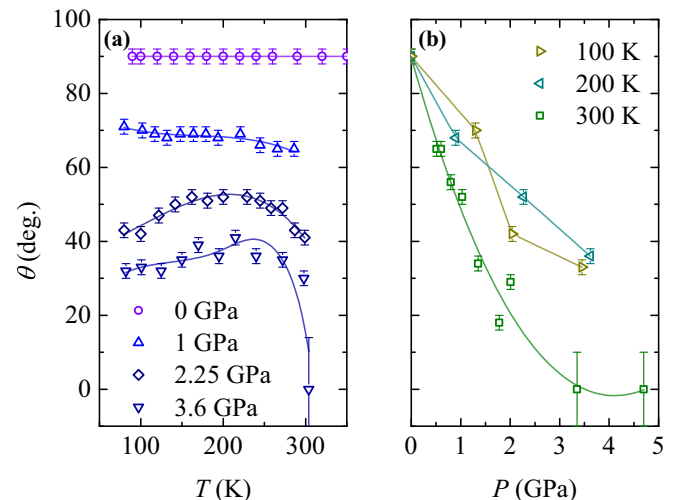 (a)
(b)
100 K
200 K
300 K
0 GPa
1 GPa
2.25 GPa
3.6 GPa
θ (deg.)
100
80
60
40
20
0
100 200 300
0 1 2 3 4 5
T (K)
P (GPa)